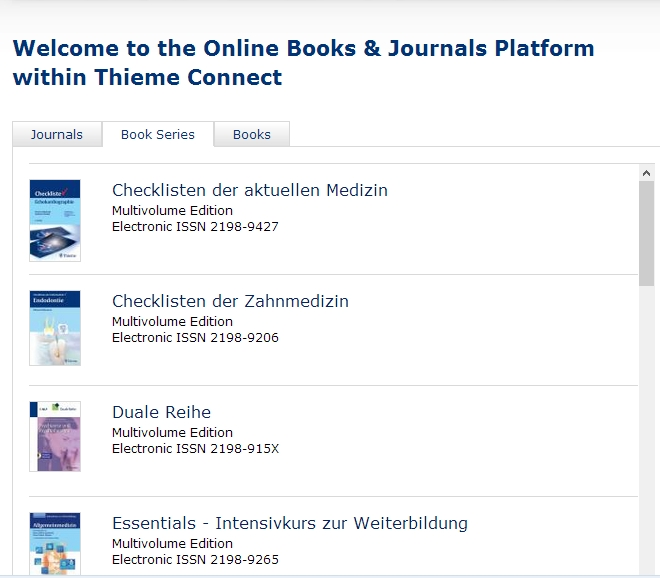 Welcome to the Online Books & Journals Platform
within Thieme Connect
Journals
Book Series
Books
Checkliste
Echokardiographie
Thieme
Checklisten der aktuellen Medizin
Multivolume Edition
Electronic ISSN 2198-9427
Endodontie
Checklisten der Zahnmedizin
Multivolume Edition
Electronic ISSN 2198-9206
Duale Reihe
Duale Reihe
Multivolume Edition
Electronic ISSN 2198-915X
Allgemeinmedizin
Essentials - Intensivkurs zur Weiterbildung
Multivolume Edition
Electronic ISSN 2198-9265